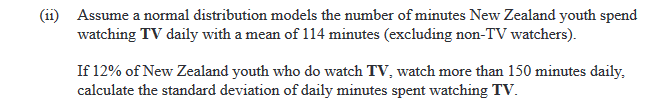 (ii) Assume a normal distribution models the number of minutes New Zealand youth spend
watching TV daily with a mean of 114 minutes (excluding non-TV watchers).
If 12% of New Zealand youth who do watch TV, watch more than 150 minutes daily,
calculate the standard deviation of daily minutes spent watching TV.